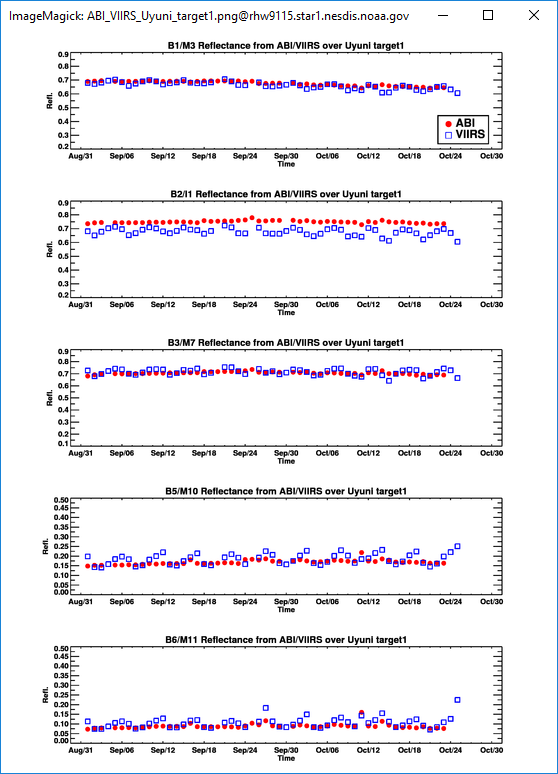 ImageMagick: ABI_VIIRS_Uyuni_target1.png@rhw9115.star1.nesdis.noaa.gov
B1/M3 Reflectance from ABI/VIIRS over Uyuni target1
0.9
0.8
0.7
0.6
0.5
0.4
0.3
0.2
Refl.
ABI
VIIRS
Aug/31 Sep/06 Sep/12 Sep/18 Sep/24 Sep/30 Oct/06 Oct/12 Oct/18 Oct/24 Oct/30
Time
B2/I1 Reflectance from ABI/VIIRS over Uyuni target1
0.9
0.8
0.7
0.6
0.5
0.4
0.3
0.2
Refl.
Aug/31 Sep/06 Sep/12 Sep/18 Sep/24 Sep/30 Oct/06 Oct/12 Oct/18 Oct/24 Oct/30
Time
B3/M7 Reflectance from ABI/VIIRS over Uyuni target1
0.9
0.8
0.7
0.6
0.5
0.4
0.3
0.2
0.1
Refl.
Aug/31 Sep/06 Sep/12 Sep/18 Sep/24 Sep/30 Oct/06 Oct/12 Oct/18 Oct/24 Oct/30
Time
B5/M10 Reflectance from ABI/VIIRS over Uyuni target1
0.50
0.45
0.40
0.35
0.30
0.25
0.20
0.15
0.10
0.05
0.00
Refl.
Aug/31 Sep/06 Sep/12 Sep/18 Sep/24 Sep/30 Oct/06 Oct/12 Oct/18 Oct/24 Oct/30
Time
B6/M11 Reflectance from ABI/VIIRS over Uyuni target1
0.50
0.45
0.40
0.35
0.30
0.25
0.20
0.15
0.10
0.05
0.00
Refl.
Aug/31 Sep/06 Sep/12 Sep/18 Sep/24 Sep/30 Oct/06 Oct/12 Oct/18 Oct/24 Oct/30
Time